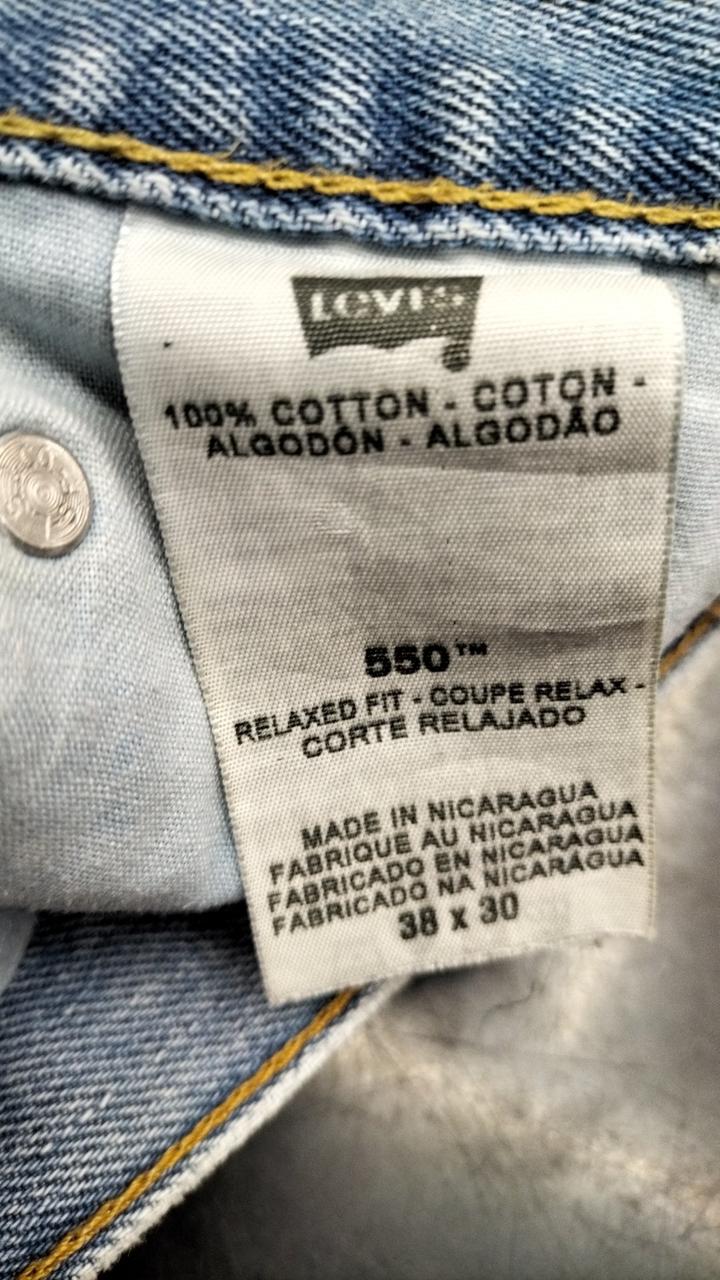 Levi's
100% COTTON - COTON -
ALGODÓN - ALGODÃO
550™
RELAXED FIT - COUPE RELAX -
CORTE RELAJADO
MADE IN NICARAGUA
FABRIQUE AU NICARAGUA
FABRICADO EN NICARAGUA
FABRICADO NA NICARÁGUA
38 x 30